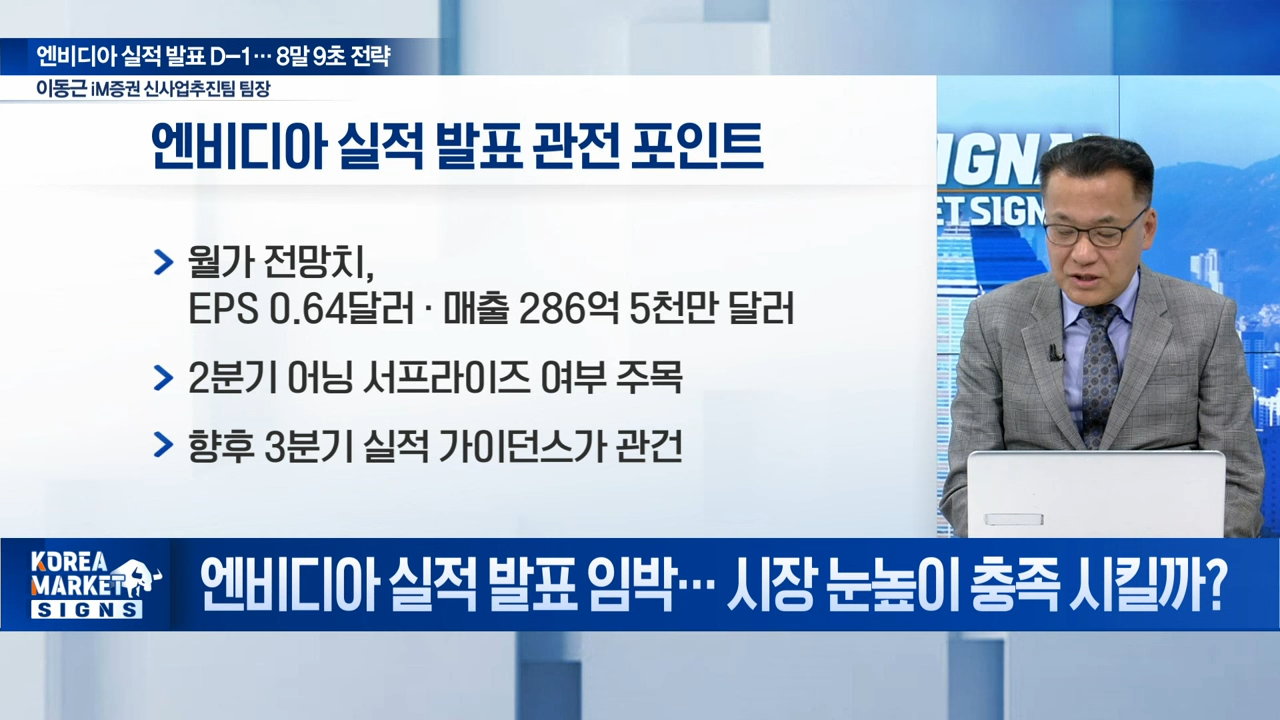 엔비디아 실적 발표 D-1… 8말 9초 전략
이동근 iM증권 신사업추진팀 팀장
엔비디아 실적 발표 관전 포인트
월가 전망치,
EPS 0.64달러 · 매출 286억 5천만 달러
2분기 어닝 서프라이즈 여부 주목
향후 3분기 실적 가이던스가 관건
IGNA
ET SIGN
KOREA
MARKET
SIGNS
엔비디아 실적 발표 임박… 시장 눈높이 충족 시킬까?